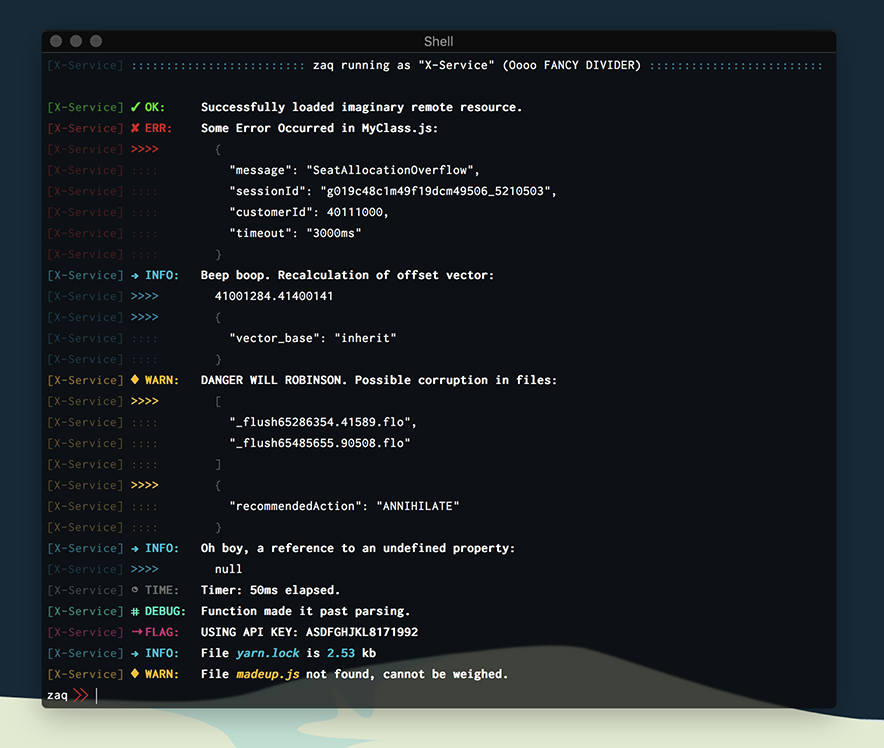 Shell
[X-Service] ::::::::::::::::::::::::: zaq running as "X-Service" (Oooo FANCY DIVIDER) :::::::::::::::::::::::::
[X-Service] ✔ OK: Successfully loaded imaginary remote resource.
[X-Service] ✘ ERR: Some Error Occurred in MyClass.js:
[X-Service] >>>> {
[X-Service] :::: "message": "SeatAllocationOverflow",
[X-Service] :::: "sessionId": "g019c48c1m49f19dcm49506_5210503",
[X-Service] :::: "customerId": 40111000,
[X-Service] :::: "timeout": "3000ms"
[X-Service] :::: }
[X-Service] → INFO: Beep boop. Recalculation of offset vector:
[X-Service] >>>> 41001284.41400141
[X-Service] >>>> {
[X-Service] :::: "vector_base": "inherit"
[X-Service] :::: }
[X-Service] ♦ WARN: DANGER WILL ROBINSON. Possible corruption in files:
[X-Service] >>>> [
[X-Service] :::: "_flush65286354.41589.flo",
[X-Service] :::: "_flush65485655.90508.flo"
[X-Service] :::: ]
[X-Service] >>>> {
[X-Service] :::: "recommendedAction": "ANNIHILATE"
[X-Service] :::: }
[X-Service] → INFO: Oh boy, a reference to an undefined property:
[X-Service] >>>> null
[X-Service] ◔ TIME: Timer: 50ms elapsed.
[X-Service] # DEBUG: Function made it past parsing.
[X-Service] ⇢ FLAG: USING API KEY: ASDFGHJKL8171992
[X-Service] → INFO: File yarn.lock is 2.53 kb
[X-Service] ♦ WARN: File madeup.js not found, cannot be weighed.
zaq >>